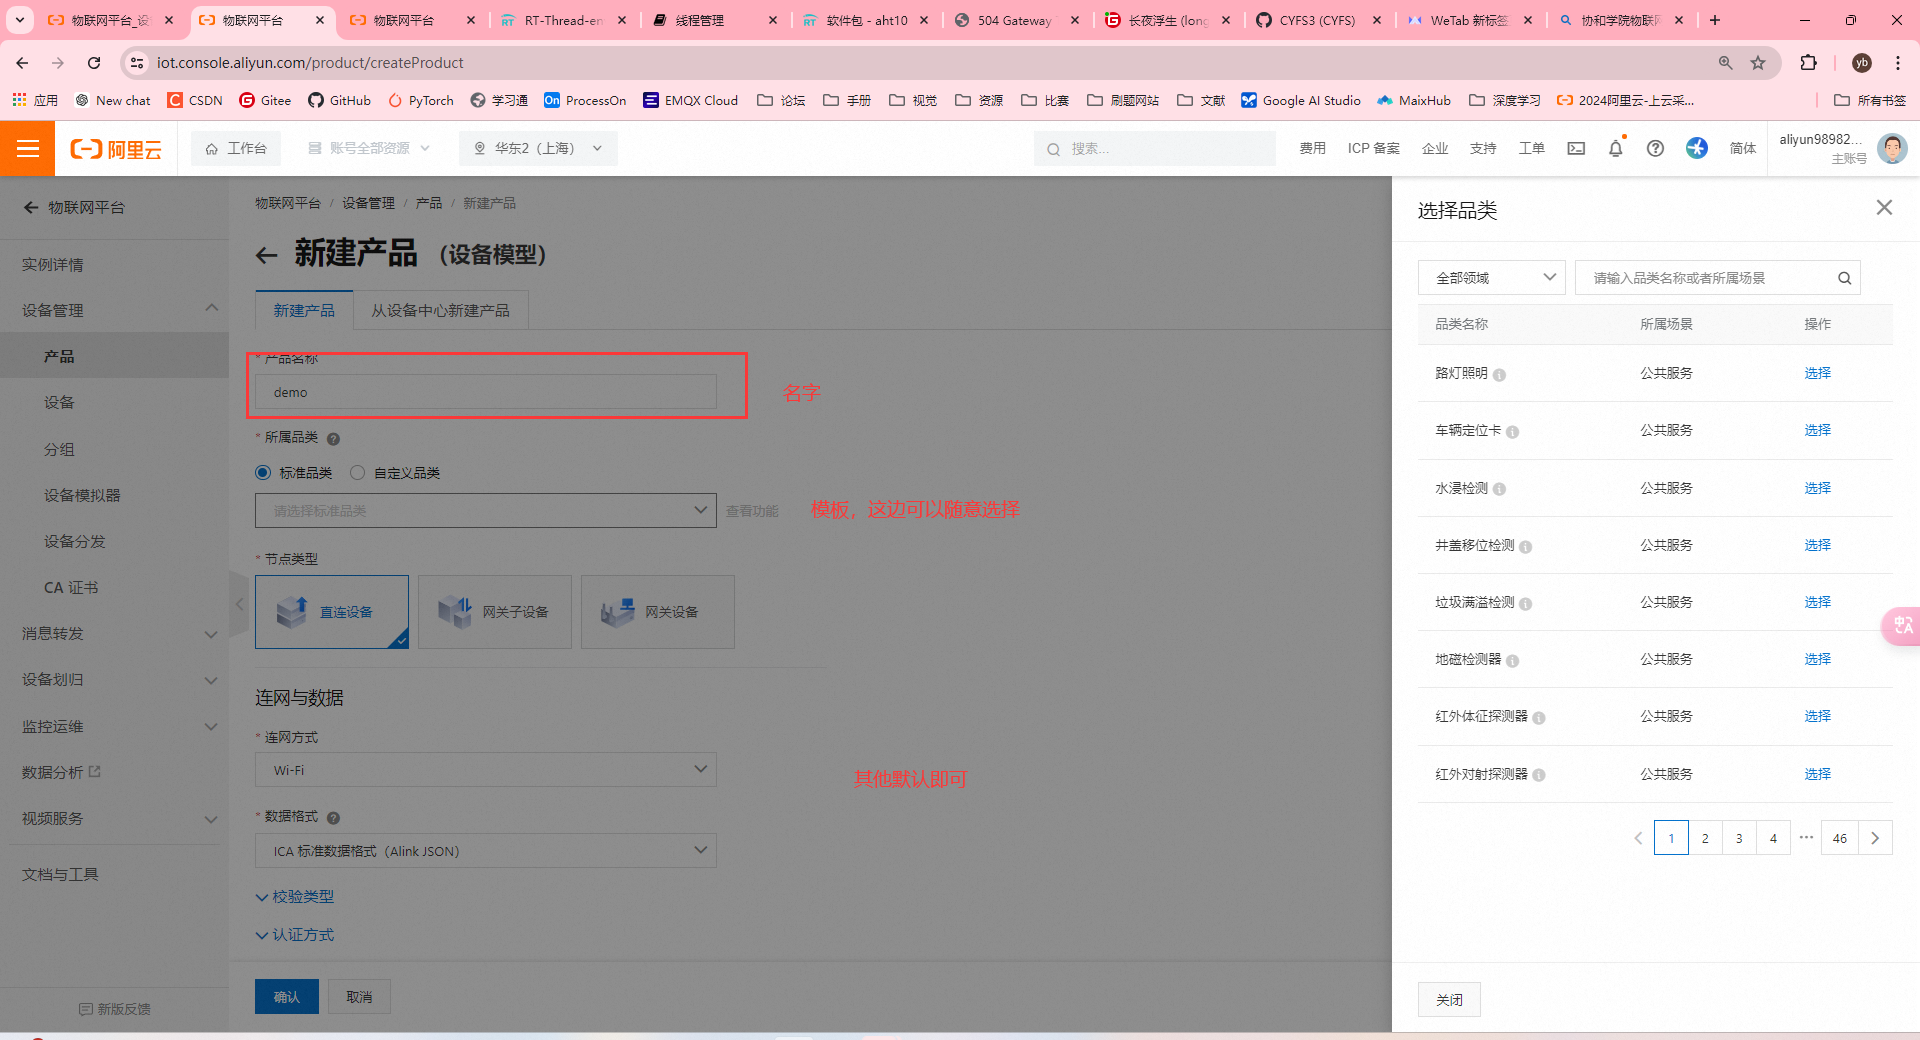 物联网平台_设
物联网平台
物联网平台
RT-Thread-en
线程管理
软件包 - aht10
504 Gateway
长夜浮生 (long
CYFS3 (CYFS)
WeTab 新标签
协和学院物联网
iot.console.aliyun.com/product/createProduct
yb
应用
New chat
CSDN
Gitee
GitHub
PyTorch
学习通
ProcessOn
EMQX Cloud
论坛
手册
视觉
资源
比赛
刷题网站
文献
Google AI Studio
MaixHub
深度学习
2024阿里云-上云采...
所有书签
阿里云
工作台
账号全部资源
华东2（上海）
搜索...
费用
ICP 备案
企业
支持
工单
简体
aliyun98982...
主账号
物联网平台
实例详情
设备管理
产品
设备
分组
设备模拟器
设备分发
CA 证书
消息转发
设备划归
监控运维
数据分析
视频服务
文档与工具
新版反馈
物联网平台 / 设备管理 / 产品 / 新建产品
新建产品 （设备模型）
新建产品
从设备中心新建产品
* 产品名称
demo
名字
* 所属品类
标准品类
自定义品类
请选择标准品类
查看功能
模板，这边可以随意选择
* 节点类型
直连设备
网关子设备
网关设备
连网与数据
* 连网方式
Wi-Fi
其他默认即可
* 数据格式
ICA 标准数据格式（Alink JSON）
校验类型
认证方式
确认
取消
选择品类
全部领域
请输入品类名称或者所属场景
品类名称 所属场景 操作
路灯照明 公共服务 选择
车辆定位卡 公共服务 选择
水浸检测 公共服务 选择
井盖移位检测 公共服务 选择
垃圾满溢检测 公共服务 选择
地磁检测器 公共服务 选择
红外体征探测器 公共服务 选择
红外对射探测器 公共服务 选择
1 2 3 4 ··· 46
关闭